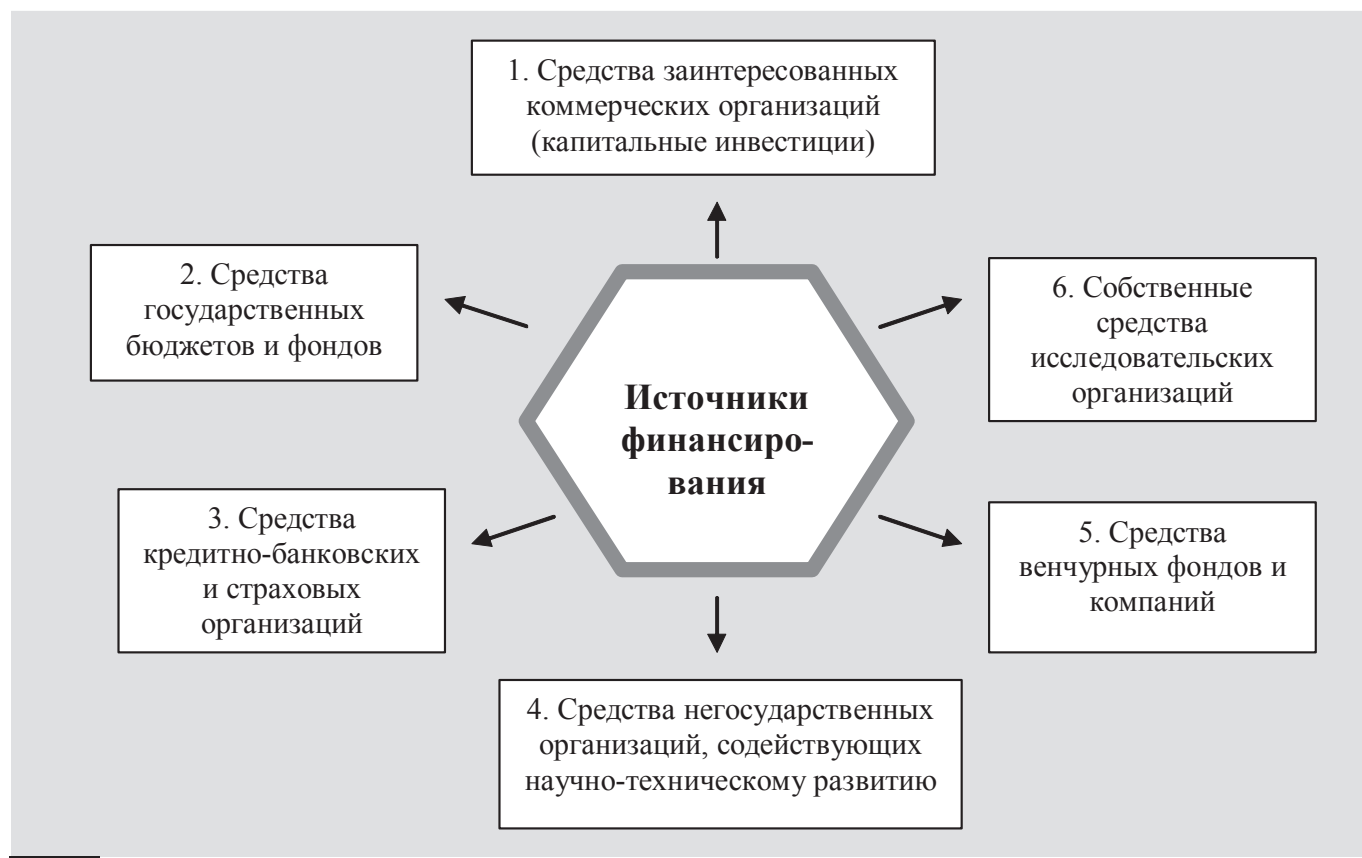 1. Средства заинтересованных
коммерческих организаций
(капитальные инвестиции)
2. Средства
государственных
бюджетов и фондов
6. Собственные
средства
исследовательских
организаций
Источники
финансиро-
вания
3. Средства
кредитно-банковских
и страховых
организаций
5. Средства
венчурных фондов и
компаний
4. Средства негосударственных
организаций, содействующих
научно-техническому развитию